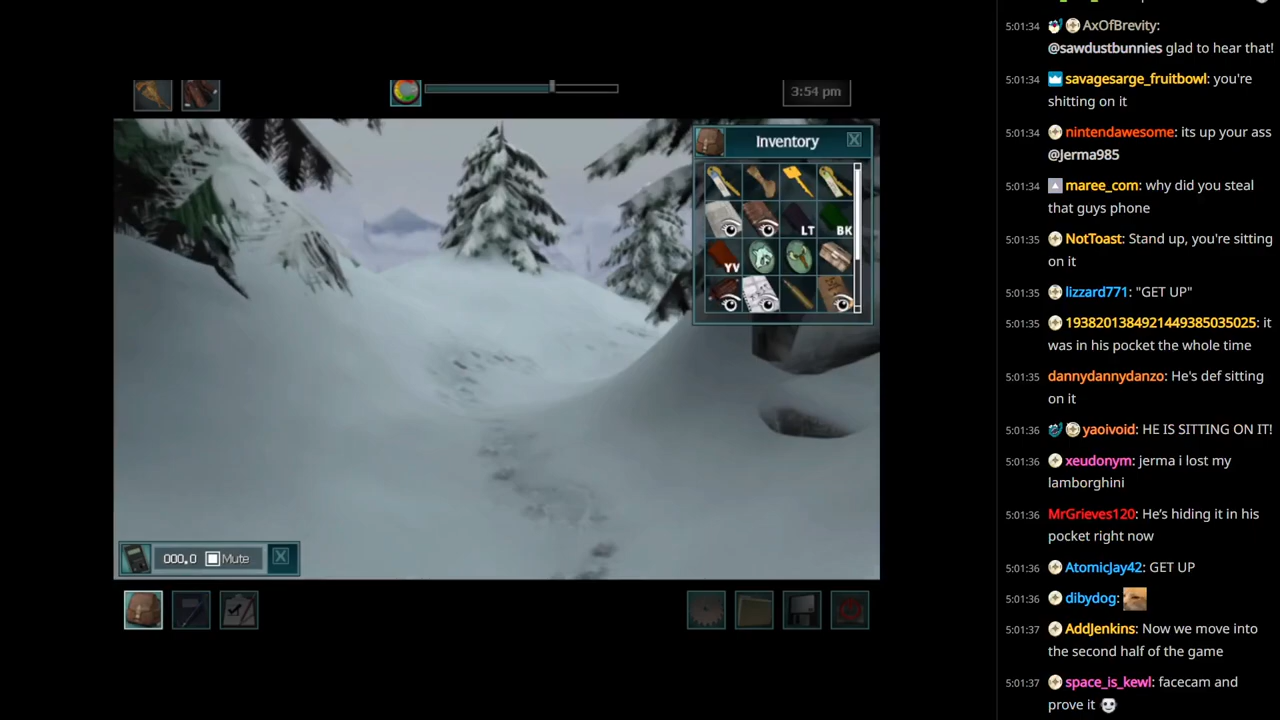 3:54 pm
Inventory
LT
BK
YV
000.0 Mute
5:01:34 AxOfBrevity:
@sawdustbunnies glad to hear that!
5:01:34 savagesarge_fruitbowl: you're
shitting on it
5:01:35 nintendawesome: its up your ass
@Jerma985
5:01:34 maree_com: why did you steal
that guys phone
5:01:35 NotToast: Stand up, you're sitting
on it
5:01:35 lizzard771: "GET UP"
5:01:35 1938201384921449385035025: it
was in his pocket the whole time
5:01:35 dannydannydanzo: He's def sitting
on it
5:01:36 yaoivoid: HE IS SITTING ON IT!
5:01:36 xeudonym: jerma i lost my
lamborghini
5:01:36 MrGrieves120: He's hiding it in his
pocket right now
5:01:36 AtomicJay42: GET UP
5:01:36 dibydog:
5:01:37 AddJenkins: Now we move into
the second half of the game
5:01:37 space_is_kewl: facecam and
prove it